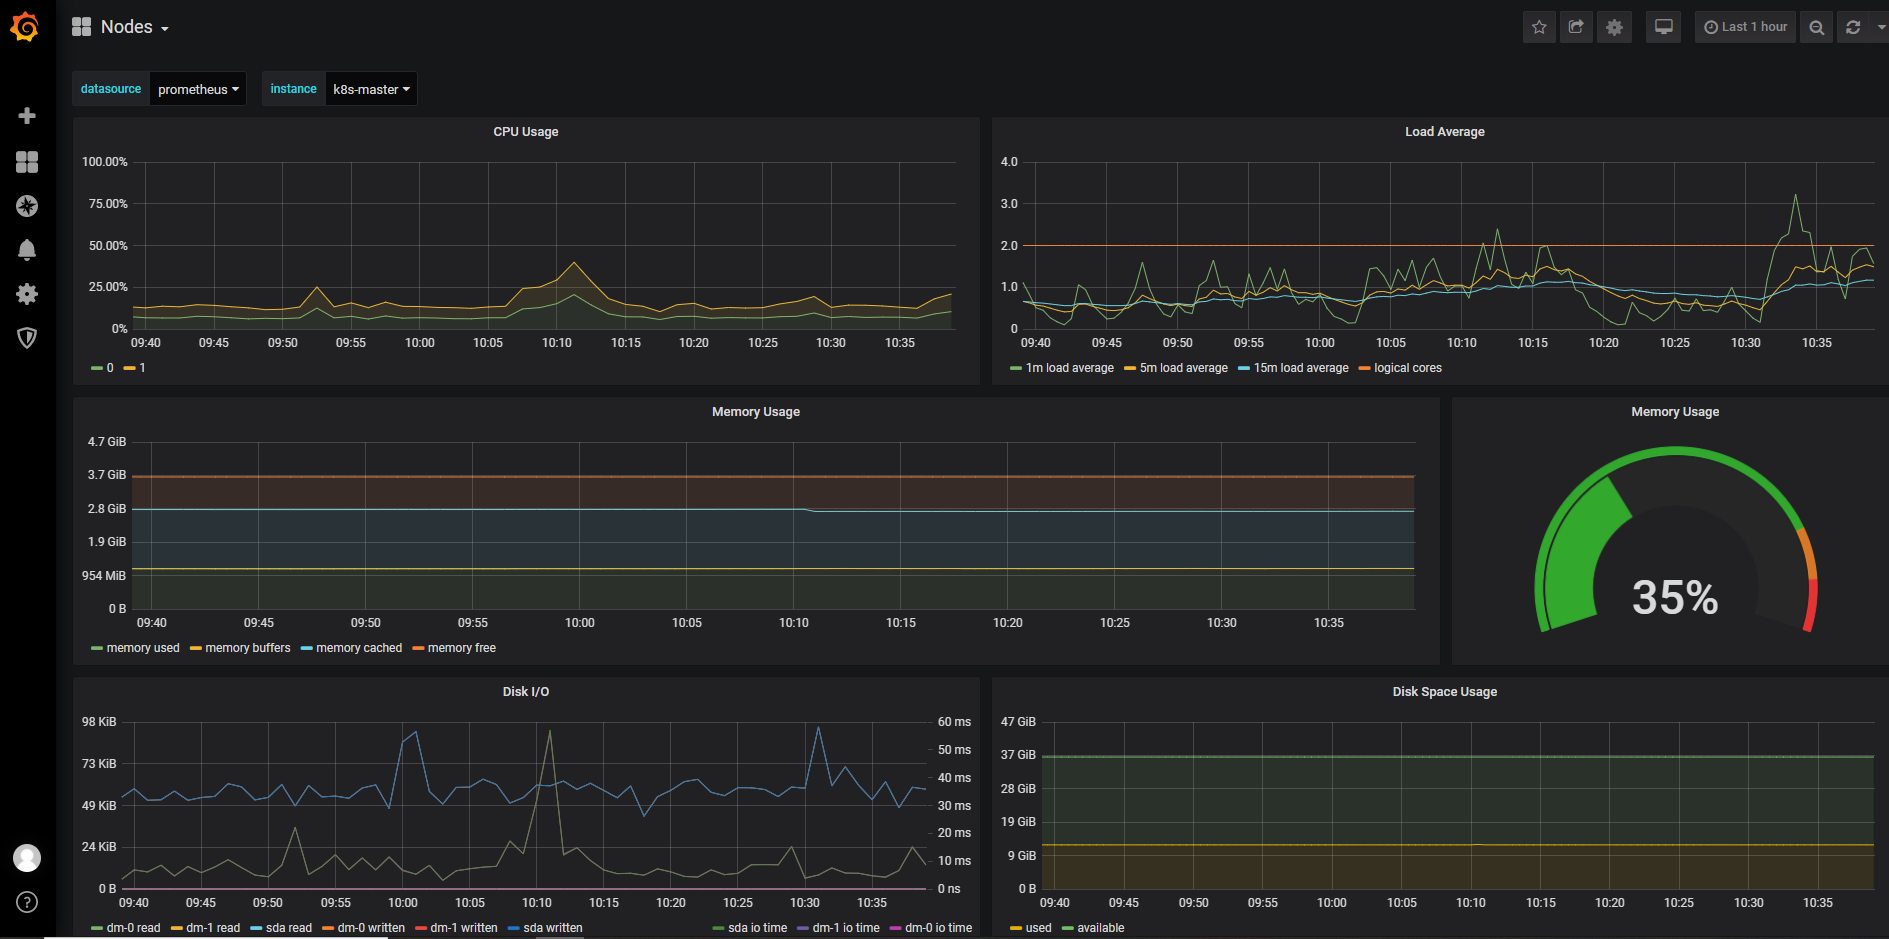 Nodes
Last 1 hour
datasource prometheus instance k8s-master
CPU Usage
100.00%
75.00%
50.00%
25.00%
0%
09:40 09:45 09:50 09:55 10:00 10:05 10:10 10:15 10:20 10:25 10:30 10:35
0 1
Load Average
4.0
3.0
2.0
1.0
0
09:40 09:45 09:50 09:55 10:00 10:05 10:10 10:15 10:20 10:25 10:30 10:35
1m load average 5m load average 15m load average logical cores
Memory Usage
4.7 GiB
3.7 GiB
2.8 GiB
1.9 GiB
954 MiB
0 B
09:40 09:45 09:50 09:55 10:00 10:05 10:10 10:15 10:20 10:25 10:30 10:35
memory used memory buffers memory cached memory free
Memory Usage
35%
Disk I/O
98 KiB
73 KiB
49 KiB
24 KiB
0 B
60 ms
50 ms
40 ms
30 ms
20 ms
10 ms
0 ns
09:40 09:45 09:50 09:55 10:00 10:05 10:10 10:15 10:20 10:25 10:30 10:35
dm-0 read dm-1 read sda read dm-0 written dm-1 written sda written sda io time dm-1 io time dm-0 io time
Disk Space Usage
47 GiB
37 GiB
28 GiB
19 GiB
9 GiB
0 B
09:40 09:45 09:50 09:55 10:00 10:05 10:10 10:15 10:20 10:25 10:30 10:35
used available